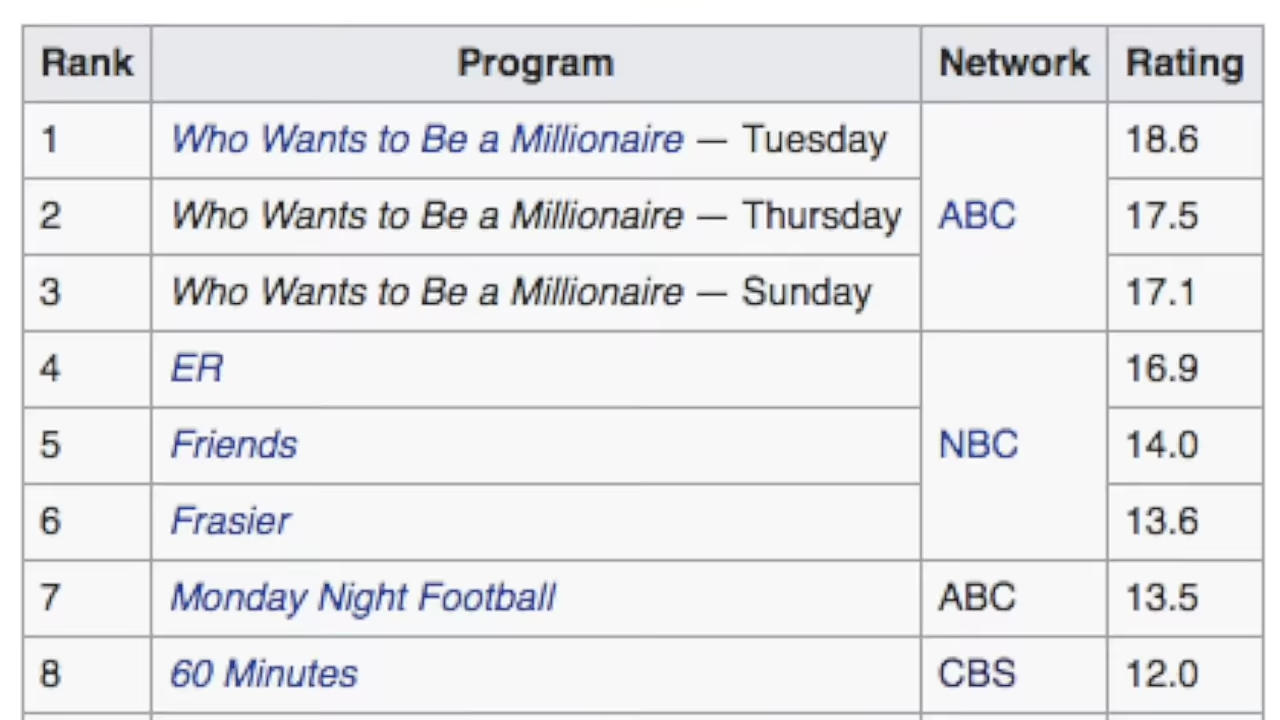 Rank Program Network Rating
1 Who Wants to Be a Millionaire — Tuesday ABC 18.6
2 Who Wants to Be a Millionaire — Thursday 17.5
3 Who Wants to Be a Millionaire — Sunday 17.1
4 ER NBC 16.9
5 Friends 14.0
6 Frasier 13.6
7 Monday Night Football ABC 13.5
8 60 Minutes CBS 12.0